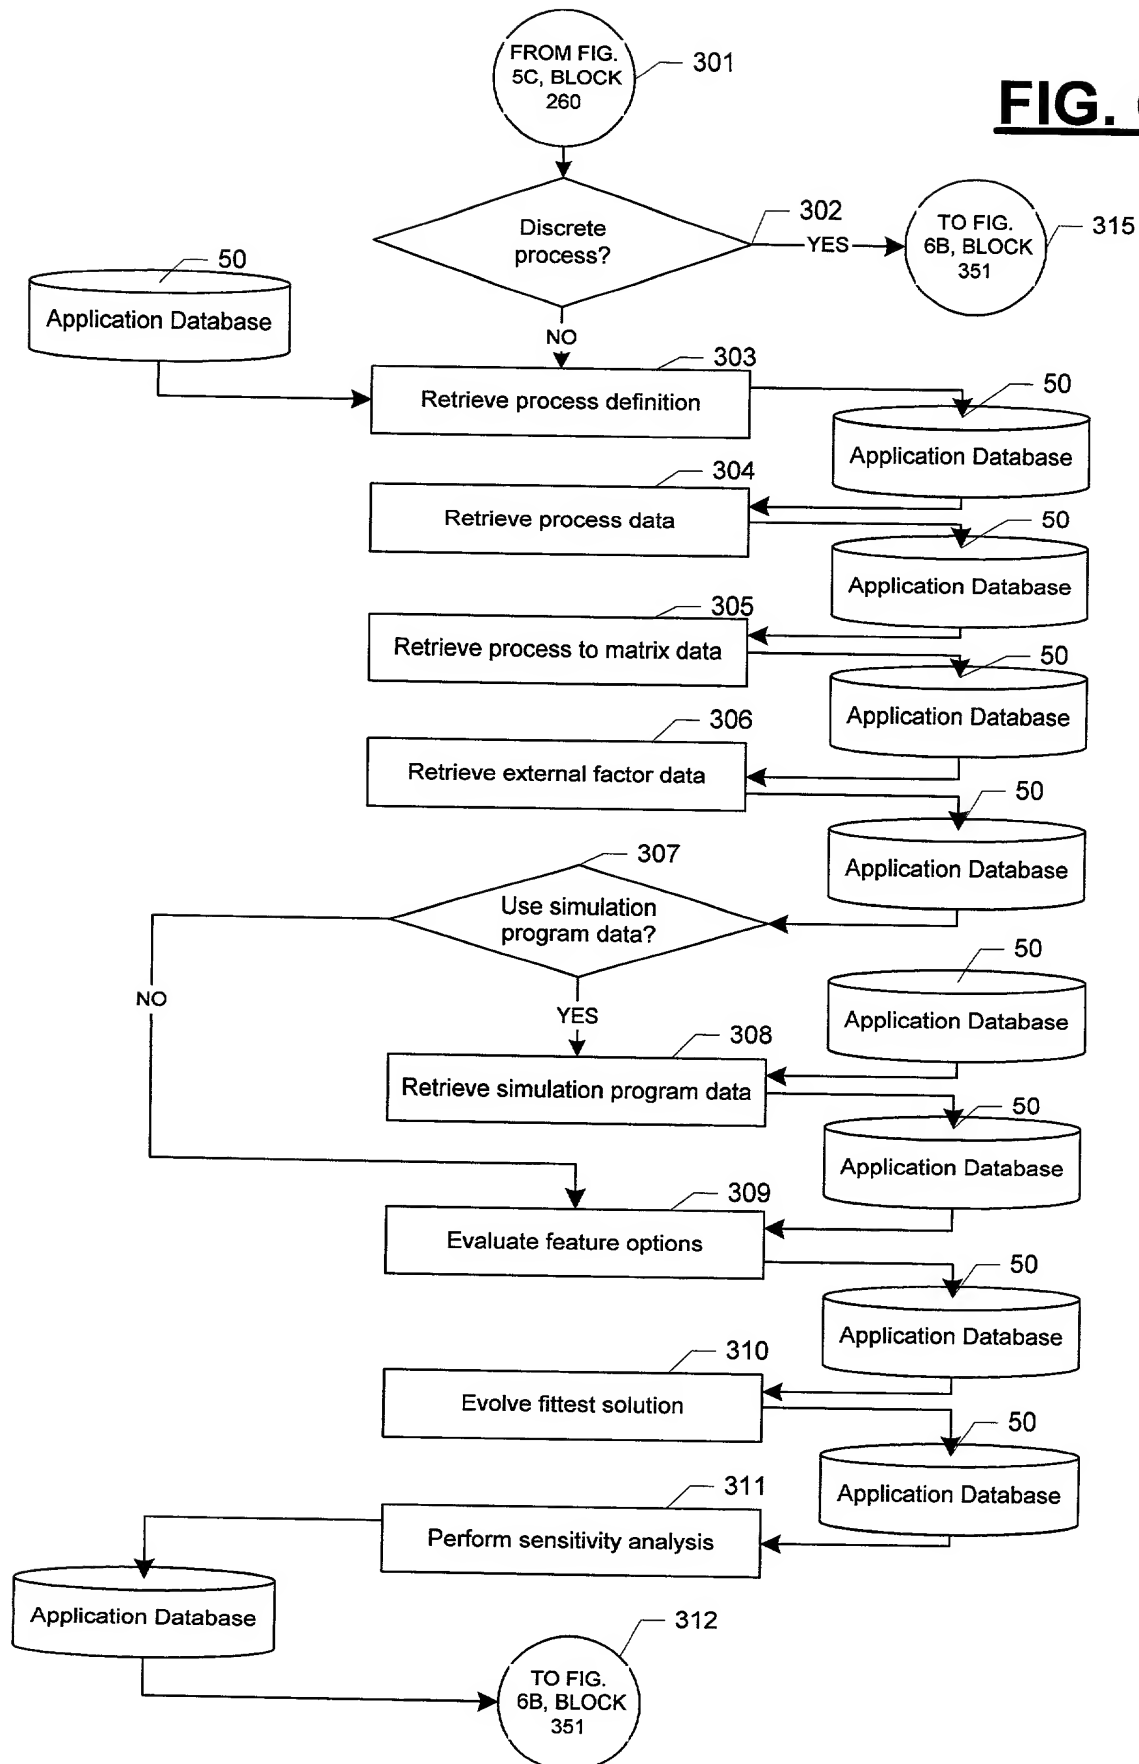 FROM FIG.
5C, BLOCK
260
301
FIG.
Discrete
process?
302
YES
TO FIG.
6B, BLOCK
351
315
50
Application Database
NO
303
Retrieve process definition
50
Application Database
304
Retrieve process data
50
Application Database
305
Retrieve process to matrix data
50
Application Database
306
Retrieve external factor data
50
Application Database
307
Use simulation
program data?
NO
YES
50
Application Database
308
Retrieve simulation program data
50
Application Database
309
Evaluate feature options
50
Application Database
310
Evolve fittest solution
50
Application Database
311
Perform sensitivity analysis
Application Database
312
TO FIG.
6B, BLOCK
351